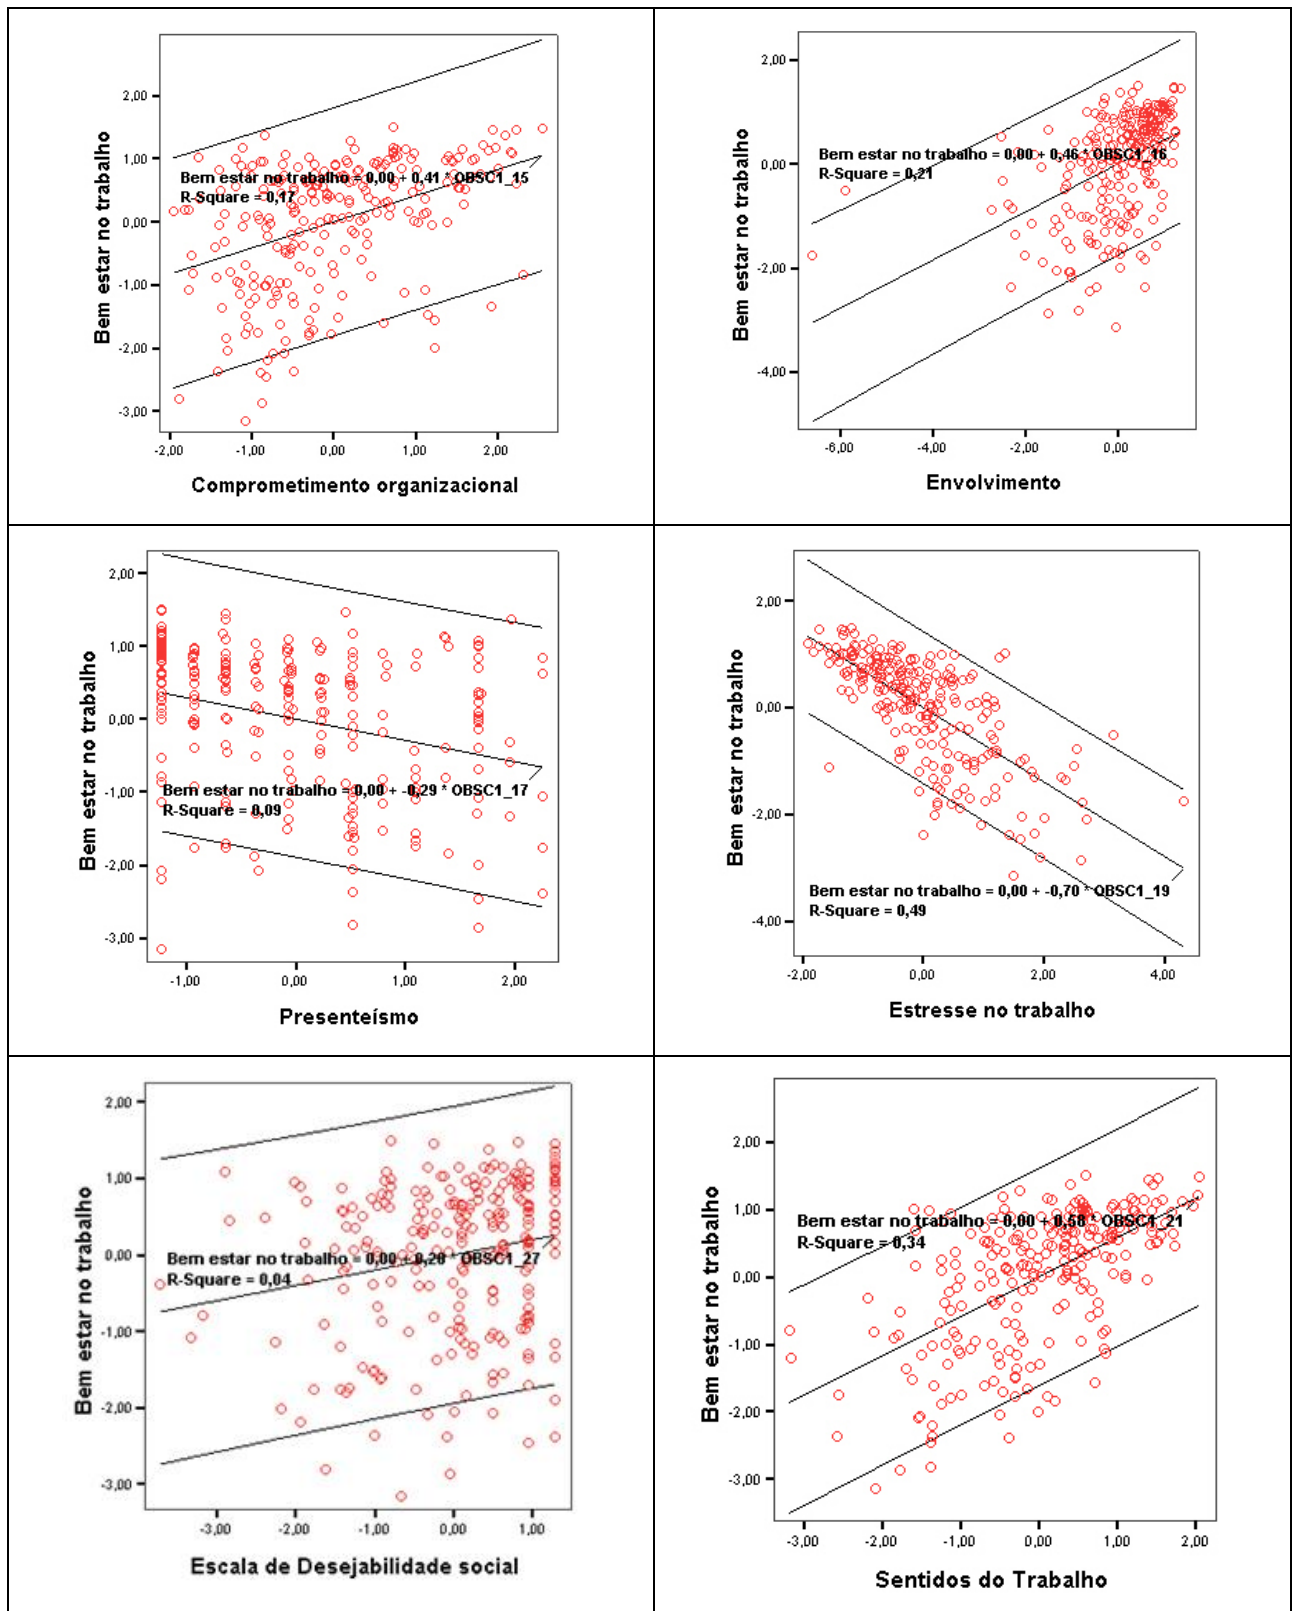 Bem estar no trabalho
2,00
1,00
0,00
-1,00
-2,00
-3,00
Bem estar no trabalho = 0,00 + 0,41 * OBSC1_15
R-Square = 0,17
-2,00 -1,00 0,00 1,00 2,00
Comprometimento organizacional
Bem estar no trabalho
2,00
0,00
-2,00
-4,00
Bem estar no trabalho = 0,00 + 0,46 * OBSC1_16
R-Square = 0,21
-6,00 -4,00 -2,00 0,00
Envolvimento
Bem estar no trabalho
2,00
1,00
0,00
-1,00
-2,00
-3,00
Bem estar no trabalho = 0,00 + -0,29 * OBSC1_17
R-Square = 0,09
-1,00 0,00 1,00 2,00
Presenteísmo
Bem estar no trabalho
2,00
0,00
-2,00
-4,00
Bem estar no trabalho = 0,00 + -0,70 * OBSC1_19
R-Square = 0,49
-2,00 0,00 2,00 4,00
Estresse no trabalho
Bem estar no trabalho
2,00
1,00
0,00
-1,00
-2,00
-3,00
Bem estar no trabalho = 0,00 + 0,20 * OBSC1_27
R-Square = 0,04
-3,00 -2,00 -1,00 0,00 1,00
Escala de Desejabilidade social
Bem estar no trabalho
2,00
1,00
0,00
-1,00
-2,00
-3,00
Bem estar no trabalho = 0,00 + 0,58 * OBSC1_21
R-Square = 0,34
-3,00 -2,00 -1,00 0,00 1,00 2,00
Sentidos do Trabalho